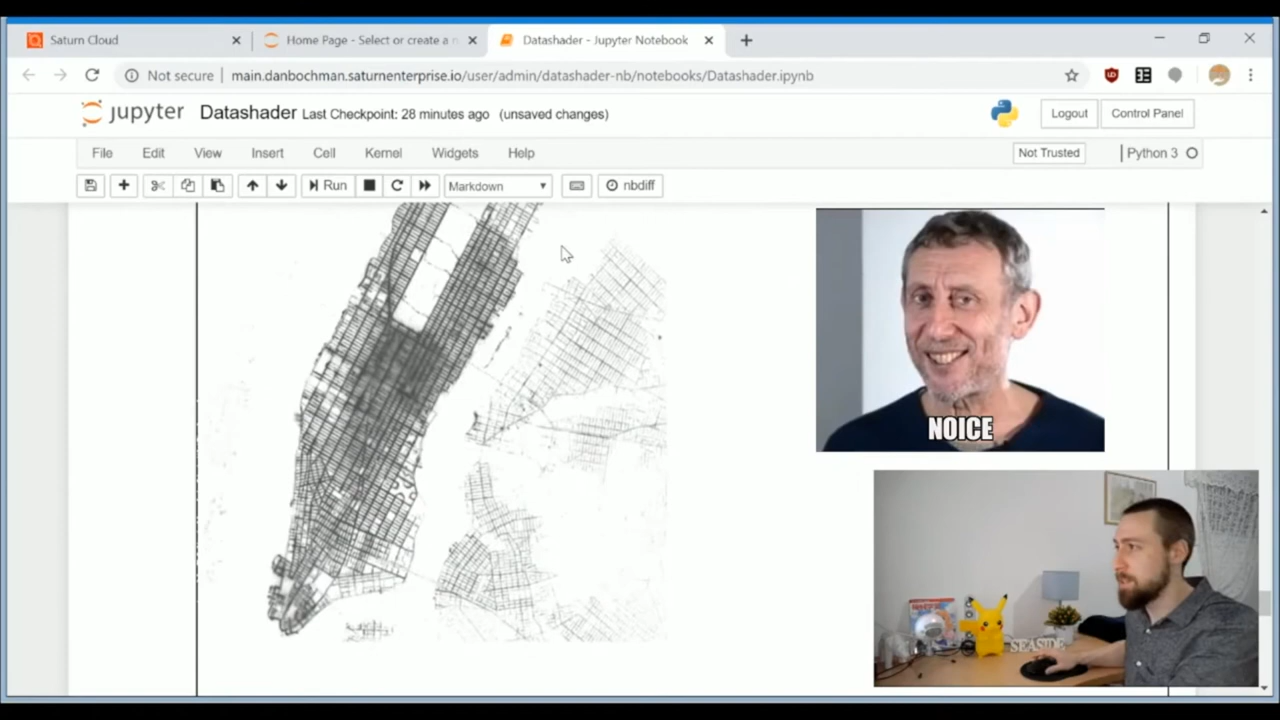 Saturn Cloud
Home Page - Select or create a n
Datashader - Jupyter Notebook
Not secure main.danbochman.saturnenterprise.io/user/admin/datashader-nb/notebooks/Datashader.ipynb
jupyter Datashader Last Checkpoint: 28 minutes ago (unsaved changes)
Logout Control Panel
File Edit View Insert Cell Kernel Widgets Help
Not Trusted Python 3
Run Markdown nbdiff
NOICE
SEASIDE